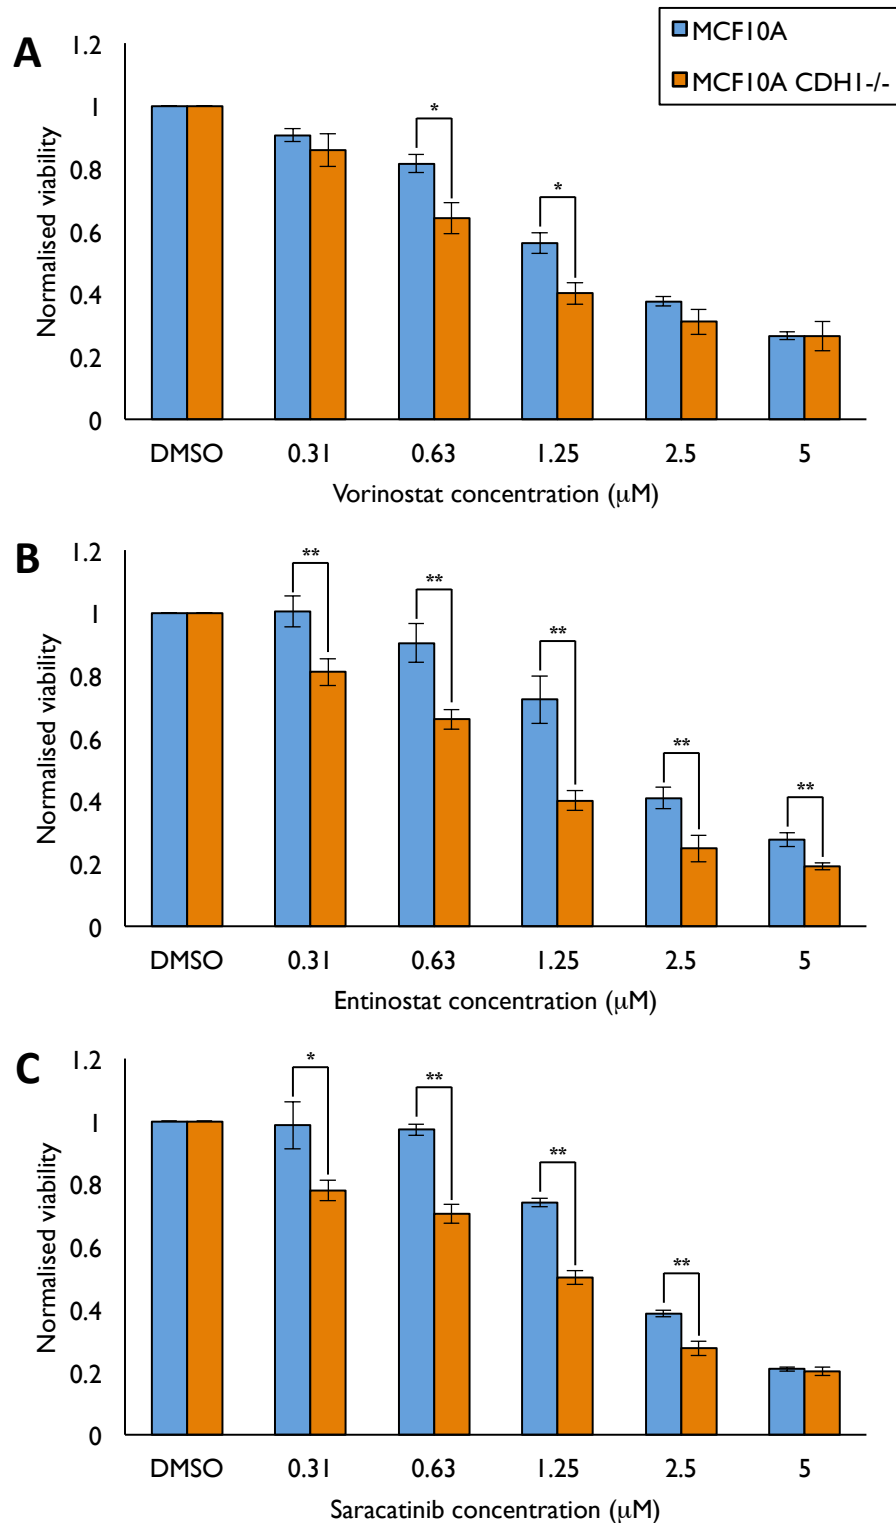 A
MCF10A
MCF10A CDH1-/-
Normalised viability
1.2
1
0.8
0.6
0.4
0.2
0
*
*
DMSO 0.31 0.63 1.25 2.5 5
Vorinostat concentration (μM)
B
Normalised viability
1.2
1
0.8
0.6
0.4
0.2
0
**
**
**
**
**
DMSO 0.31 0.63 1.25 2.5 5
Entinostat concentration (μM)
C
Normalised viability
1.2
1
0.8
0.6
0.4
0.2
0
*
**
**
**
DMSO 0.31 0.63 1.25 2.5 5
Saracatinib concentration (μM)